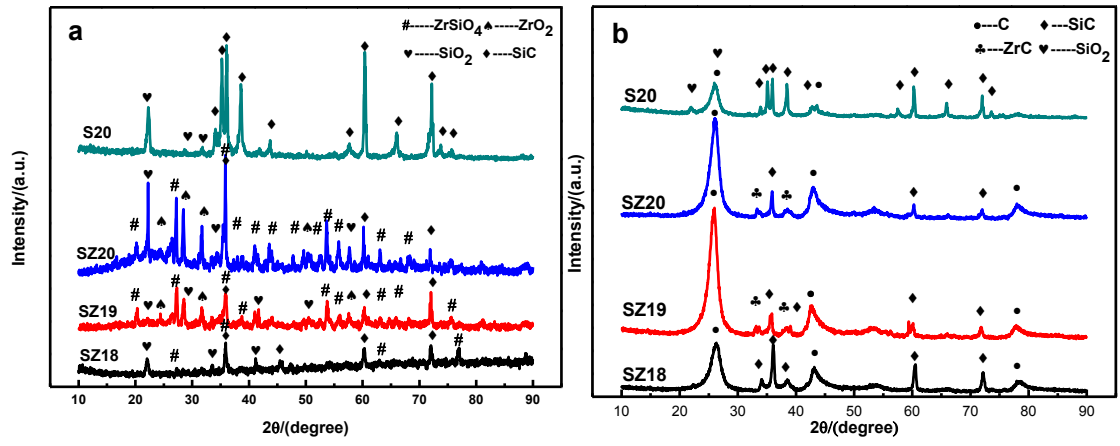 a
#-----ZrSiO4 ♠-----ZrO2
♥-----SiO2 ♦-----SiC
S20
SZ20
SZ19
SZ18
Intensity/(a.u.)
10 20 30 40 50 60 70 80 90
2θ/(degree)
b
●---C ♦---SiC
♣---ZrC ♥-----SiO2
S20
SZ20
SZ19
SZ18
Intensity/(a.u.)
10 20 30 40 50 60 70 80 90
2θ/(degree)